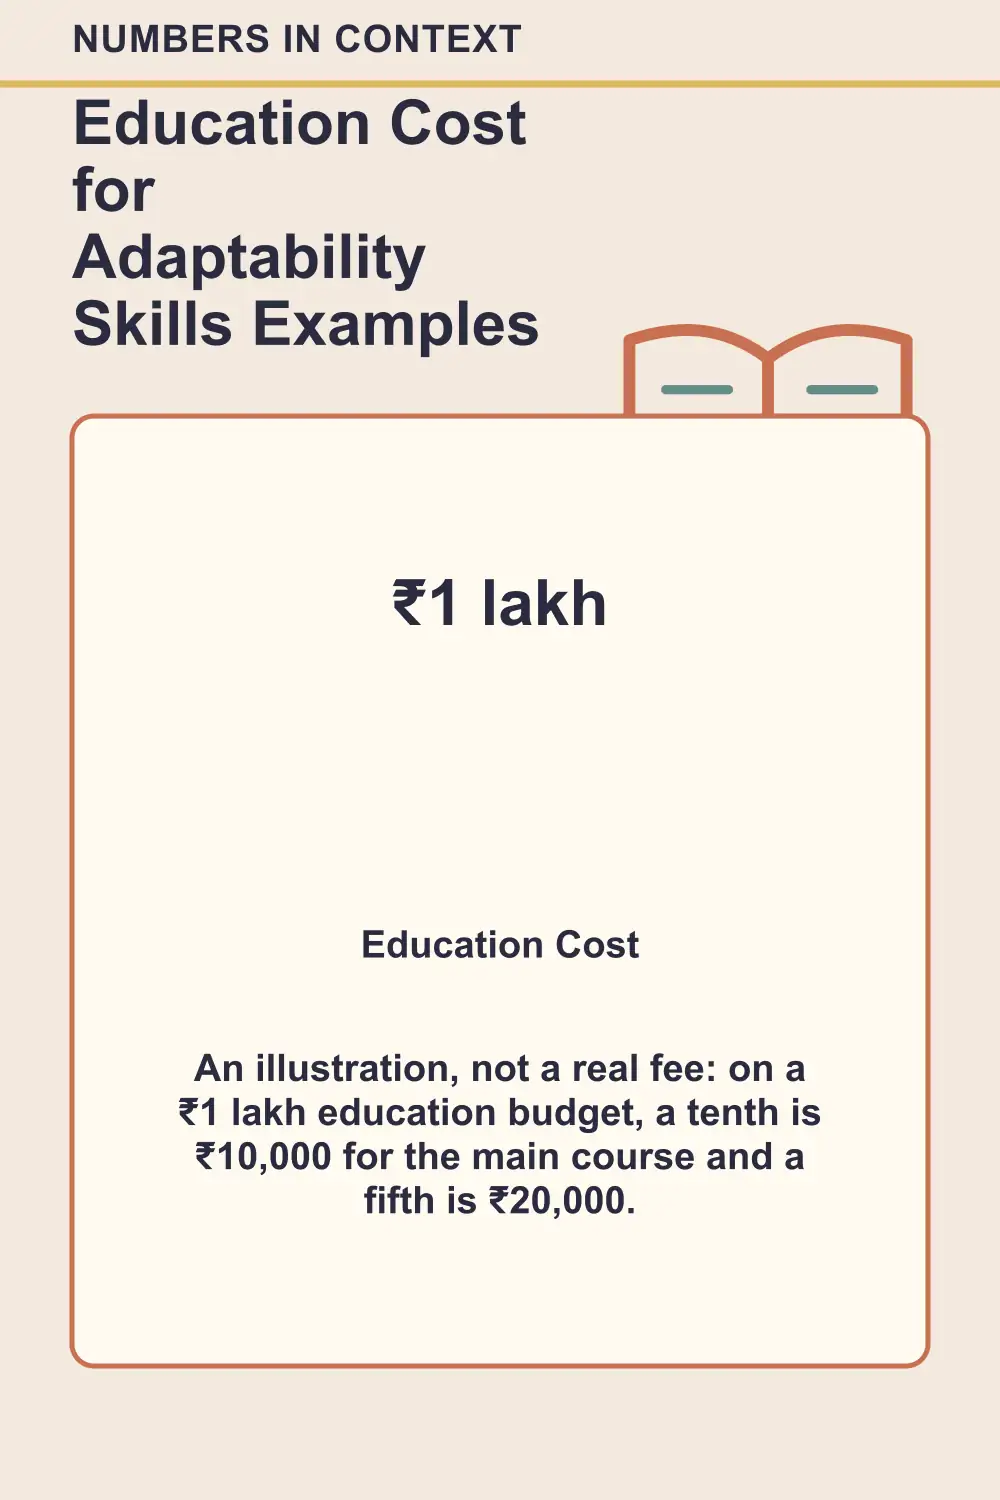 NUMBERS IN CONTEXT
Education Cost
for
Adaptability
Skills Examples
₹1 lakh
Education Cost
An illustration, not a real fee: on a
₹1 lakh education budget, a tenth is
₹10,000 for the main course and a
fifth is ₹20,000.